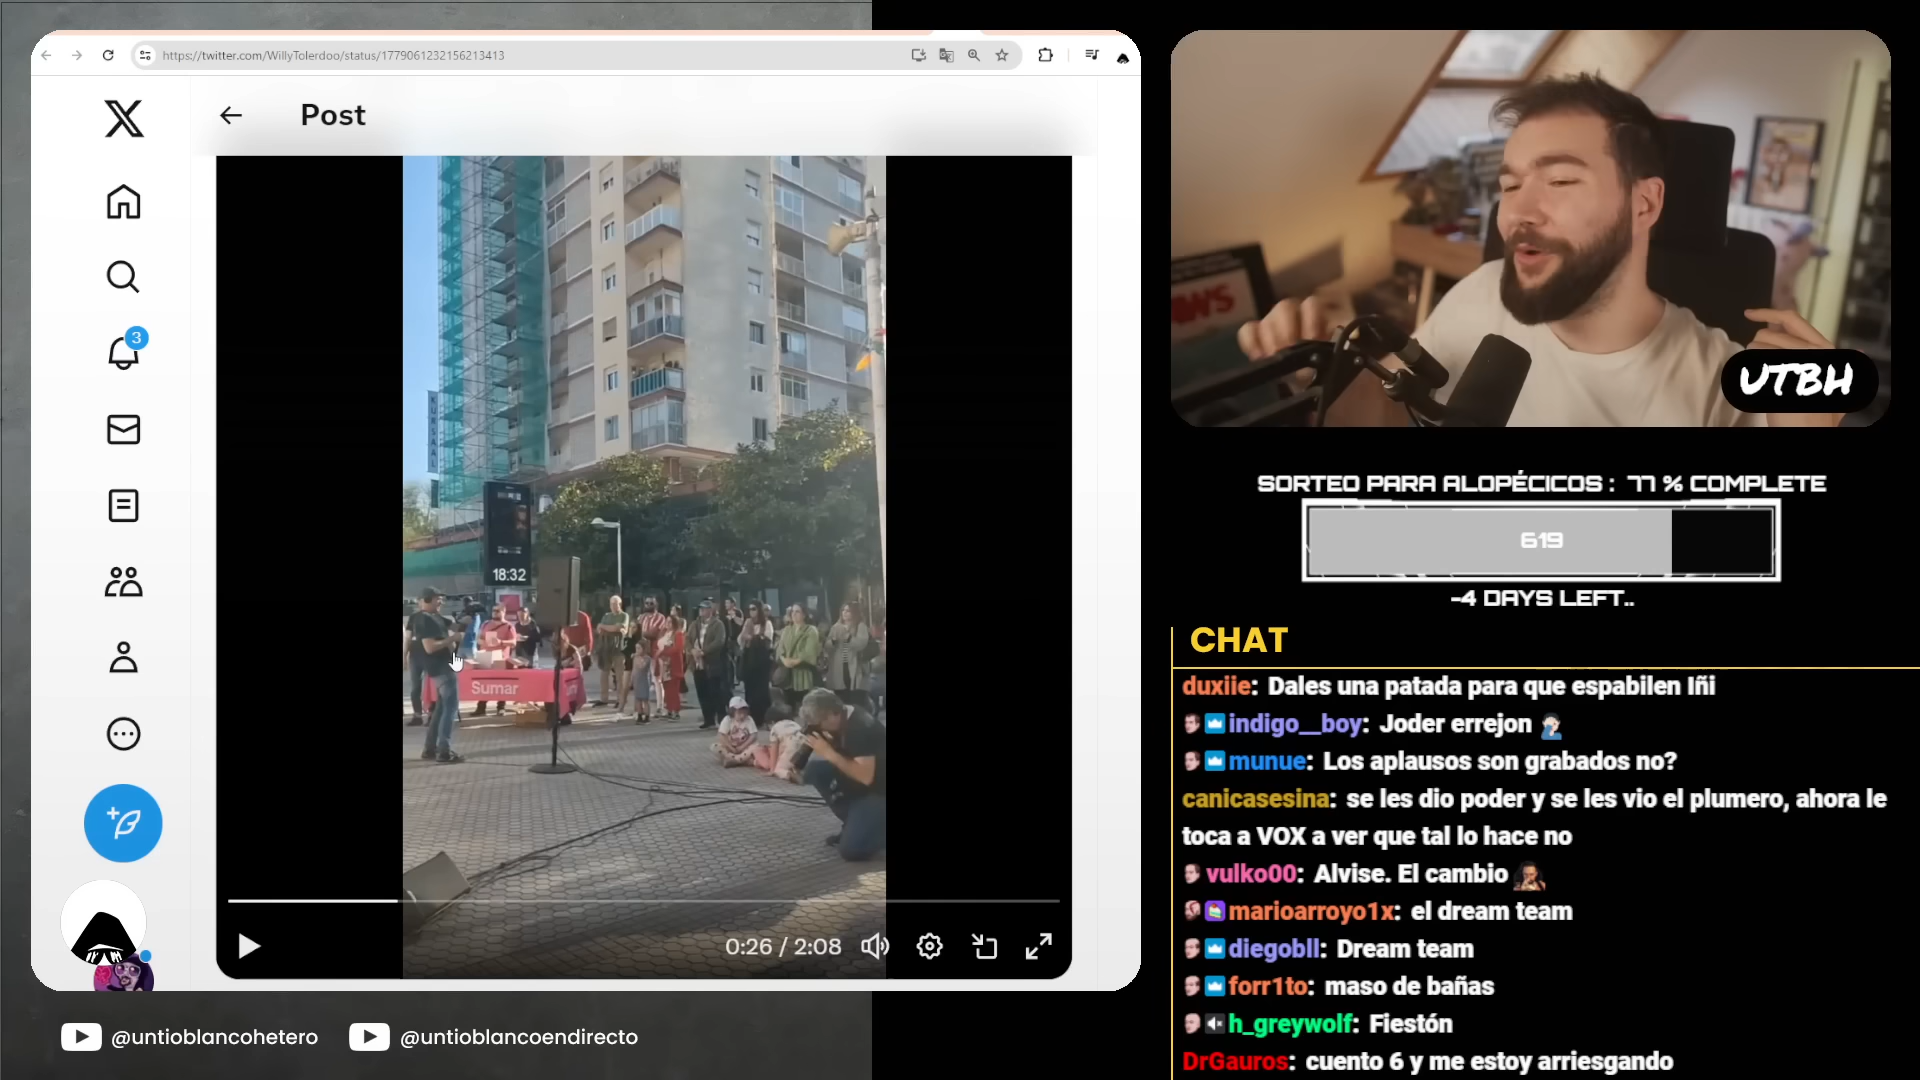 https://twitter.com/WillyTolerdoo/status/1779061232156213413
Post
3
KURSAAL
18:32
Sumar
0:26 / 2:08
@untioblancohetero
@untioblancoendirecto
UTBH
SORTEO PARA ALOPÉCICOS : 77 % COMPLETE
619
-4 DAYS LEFT..
CHAT
duxiie: Dales una patada para que espabilen Iñi
indigo__boy: Joder errejon
munue: Los aplausos son grabados no?
canicasesina: se les dio poder y se les vio el plumero, ahora le
toca a VOX a ver que tal lo hace no
vulko00: Alvise. El cambio
marioarroyo1x: el dream team
diegobll: Dream team
forr1to: maso de bañas
h_greywolf: Fiestón
DrGauros: cuento 6 y me estoy arriesgando